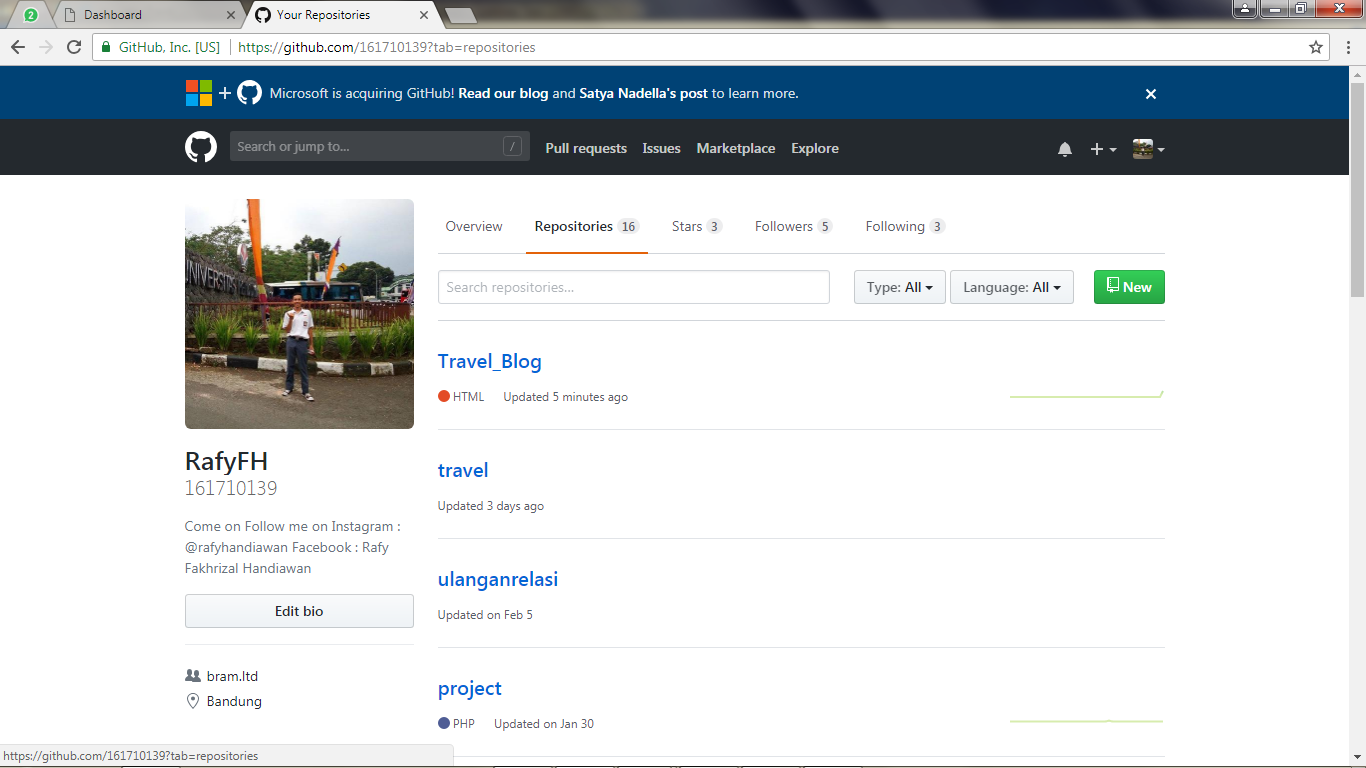 2
Dashboard
Your Repositories
GitHub, Inc. [US]
https://github.com/161710139?tab=repositories
+
Microsoft is acquiring GitHub! Read our blog and Satya Nadella's post to learn more.
Search or jump to... /
Pull requests Issues Marketplace Explore
UNIVERSITAS
Overview Repositories 16 Stars 3 Followers 5 Following 3
Search repositories...
Type: All
Language: All
New
Travel_Blog
HTML Updated 5 minutes ago
travel
Updated 3 days ago
ulanganrelasi
Updated on Feb 5
project
PHP Updated on Jan 30
RafyFH
161710139
Come on Follow me on Instagram :
@rafyhandiawan Facebook : Rafy
Fakhrizal Handiawan
Edit bio
bram.ltd
Bandung
https://github.com/161710139?tab=repositories